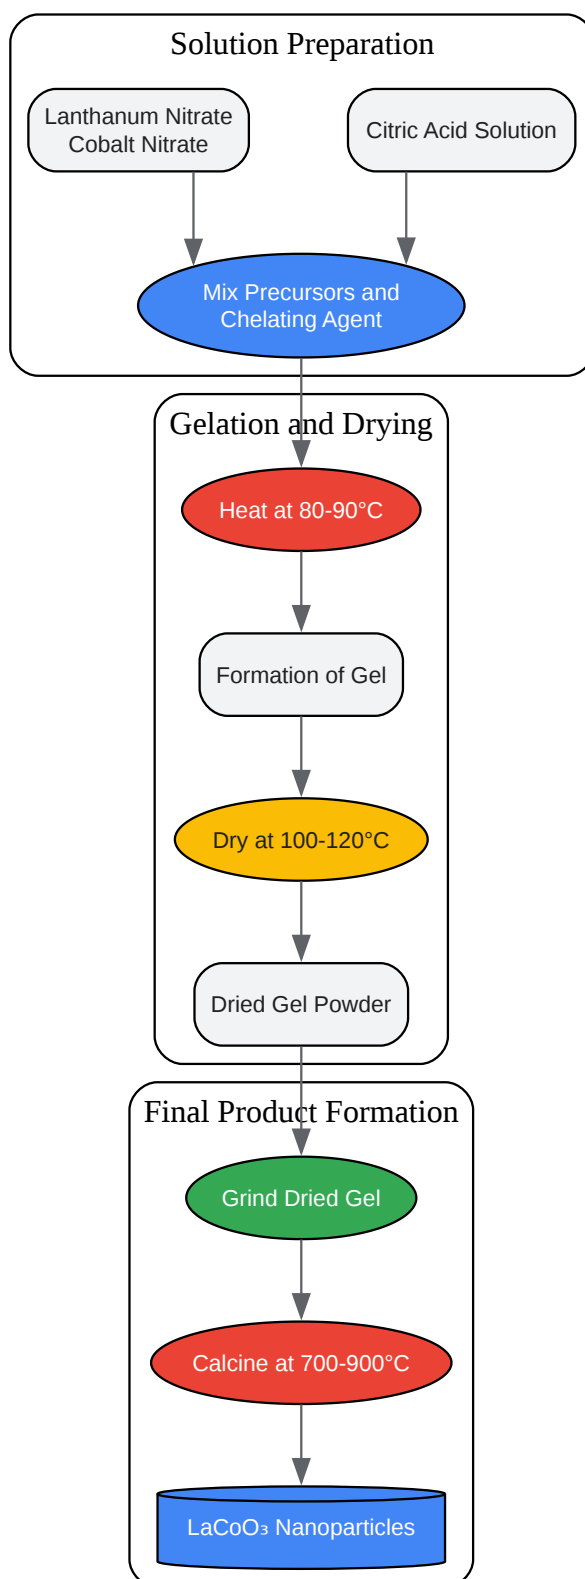 Solution Preparation
Lanthanum Nitrate
Cobalt Nitrate
Citric Acid Solution
Mix Precursors and
Chelating Agent
Gelation and Drying
Heat at 80-90°C
Formation of Gel
Dry at 100-120°C
Dried Gel Powder
Final Product Formation
Grind Dried Gel
Calcine at 700-900°C
LaCoO₃ Nanoparticles